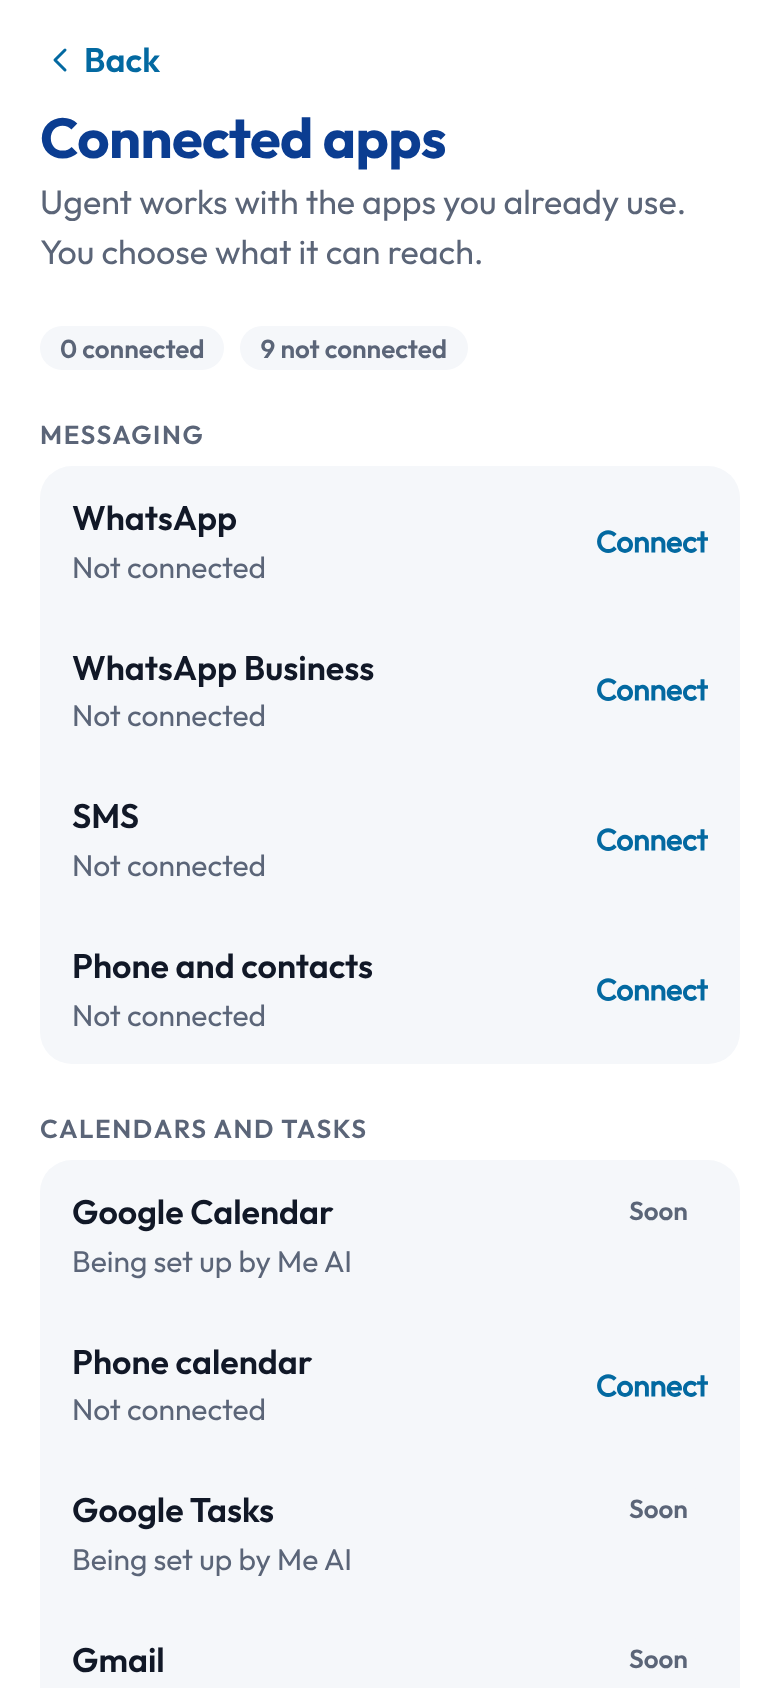 Back
Connected apps
Ugent works with the apps you already use.
You choose what it can reach.
0 connected
9 not connected
MESSAGING
WhatsApp
Not connected
Connect
WhatsApp Business
Not connected
Connect
SMS
Not connected
Connect
Phone and contacts
Not connected
Connect
CALENDARS AND TASKS
Google Calendar
Soon
Being set up by Me AI
Phone calendar
Not connected
Connect
Google Tasks
Soon
Being set up by Me AI
Gmail
Soon